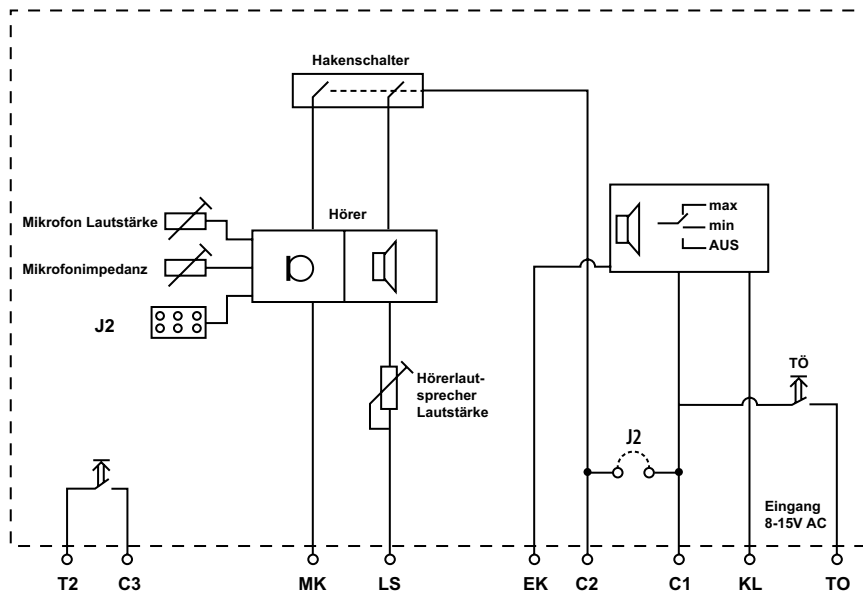 Hakenschalter
Mikrofon Lautstärke
Hörer
max
min
AUS
Mikrofonimpedanz
J2
Hörerlaut-
sprecher
Lautstärke
TÖ
J2
Eingang
8-15V AC
T2
C3
MK
LS
EK
C2
C1
KL
TO